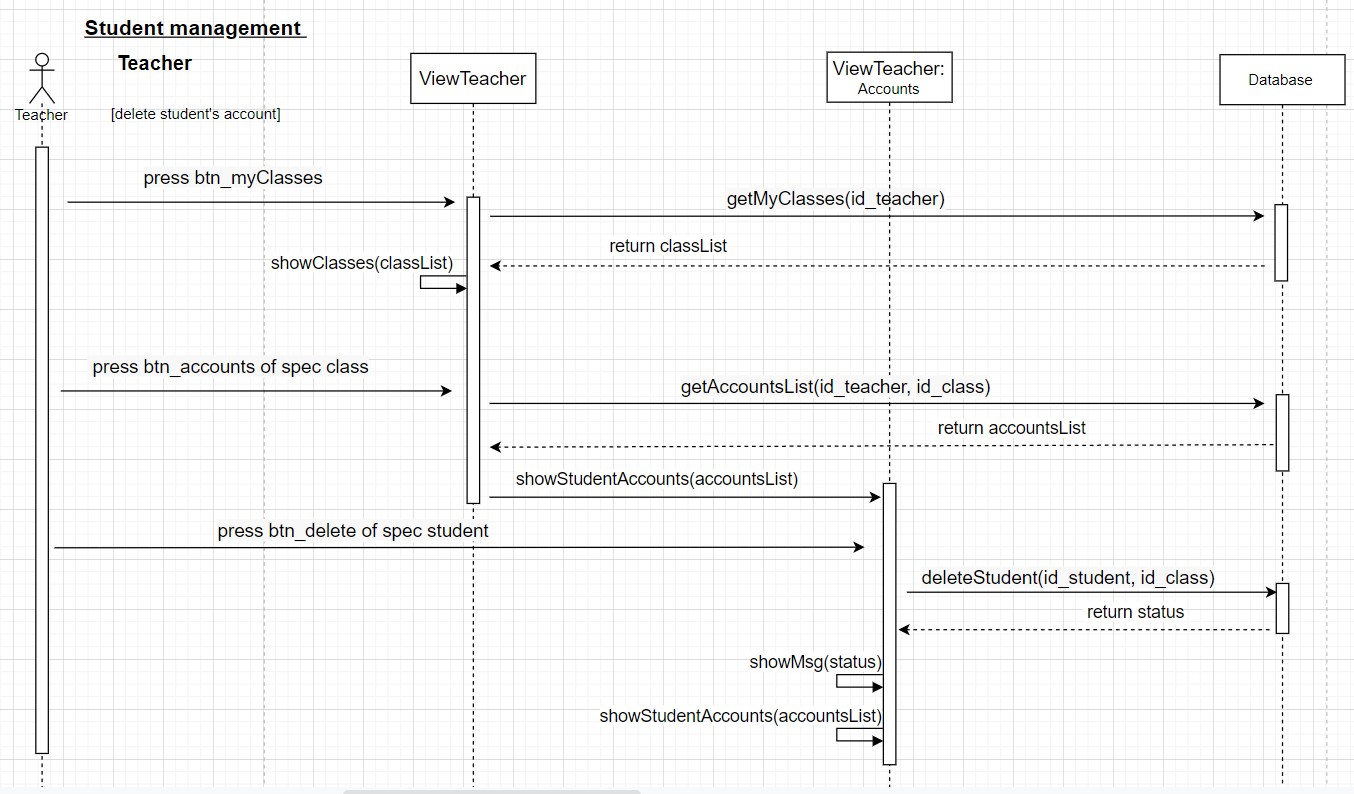 Student management
Teacher
Teacher
[delete student's account]
ViewTeacher
ViewTeacher:
Accounts
Database
press btn_myClasses
getMyClasses(id_teacher)
return classList
showClasses(classList)
press btn_accounts of spec class
getAccountsList(id_teacher, id_class)
return accountsList
showStudentAccounts(accountsList)
press btn_delete of spec student
deleteStudent(id_student, id_class)
return status
showMsg(status)
showStudentAccounts(accountsList)